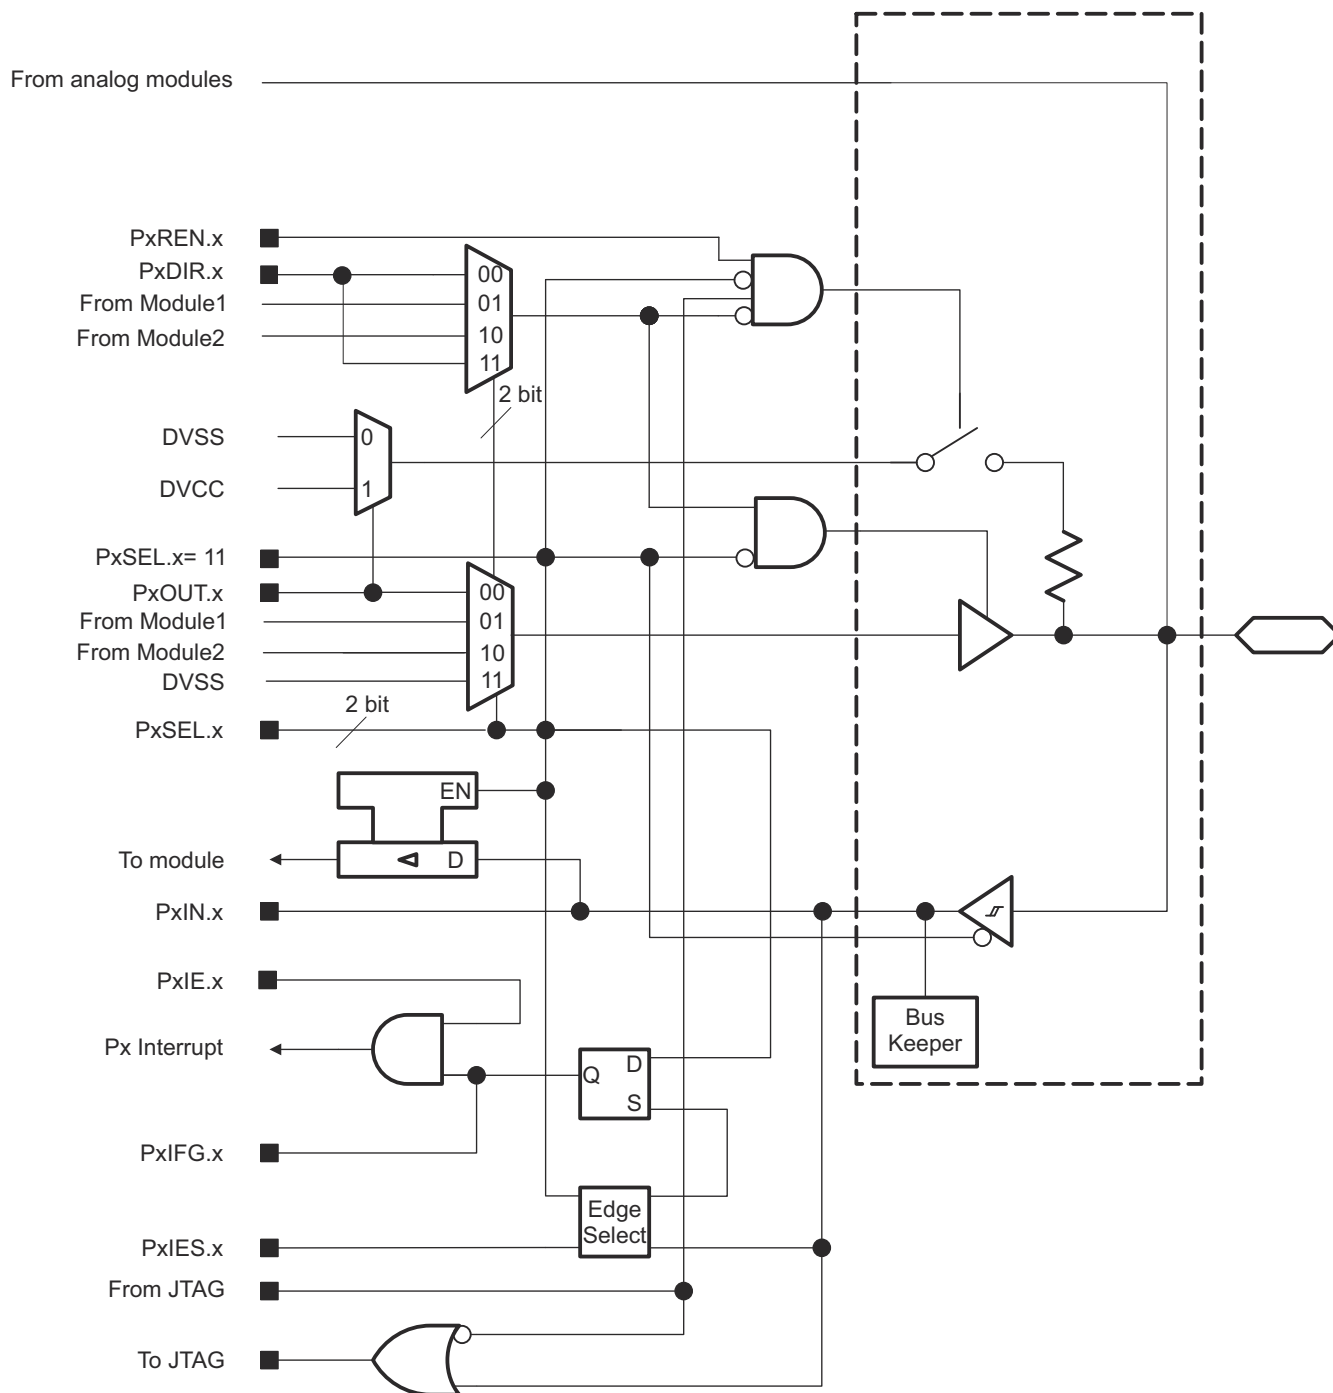 From analog modules
PxREN.x
PxDIR.x
From Module1
From Module2
00
01
10
11
2 bit
DVSS
DVCC
0
1
PxSEL.x= 11
PxOUT.x
From Module1
From Module2
DVSS
00
01
10
11
PxSEL.x
2 bit
EN
To module
D
PxIN.x
PxIE.x
Bus
Keeper
Px Interrupt
Q
D
S
PxIFG.x
Edge
Select
PxIES.x
From JTAG
To JTAG